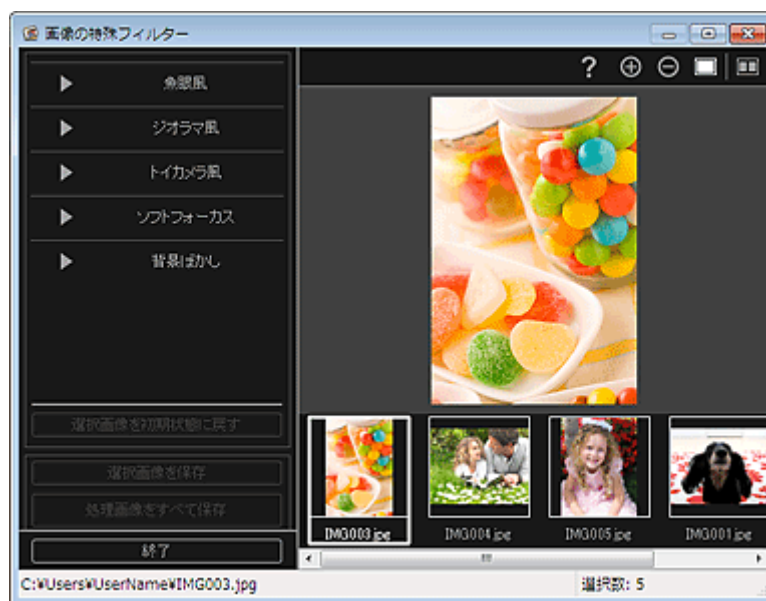 画像の特殊フィルター
?
魚眼風
ジオラマ風
トイカメラ風
ソフトフォーカス
背景ぼかし
選択画像を初期状態に戻す
選択画像を保存
処理画像をすべて保存
終了
IMG003.jpg
IMG004.jpg
IMG005.jpg
IMG001.jpg
C:¥Users¥UserName¥IMG003.jpg
選択数: 5